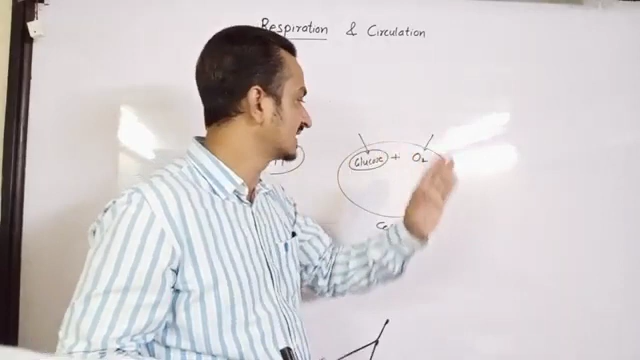 Respiration & Circulation
Glucose + O₂